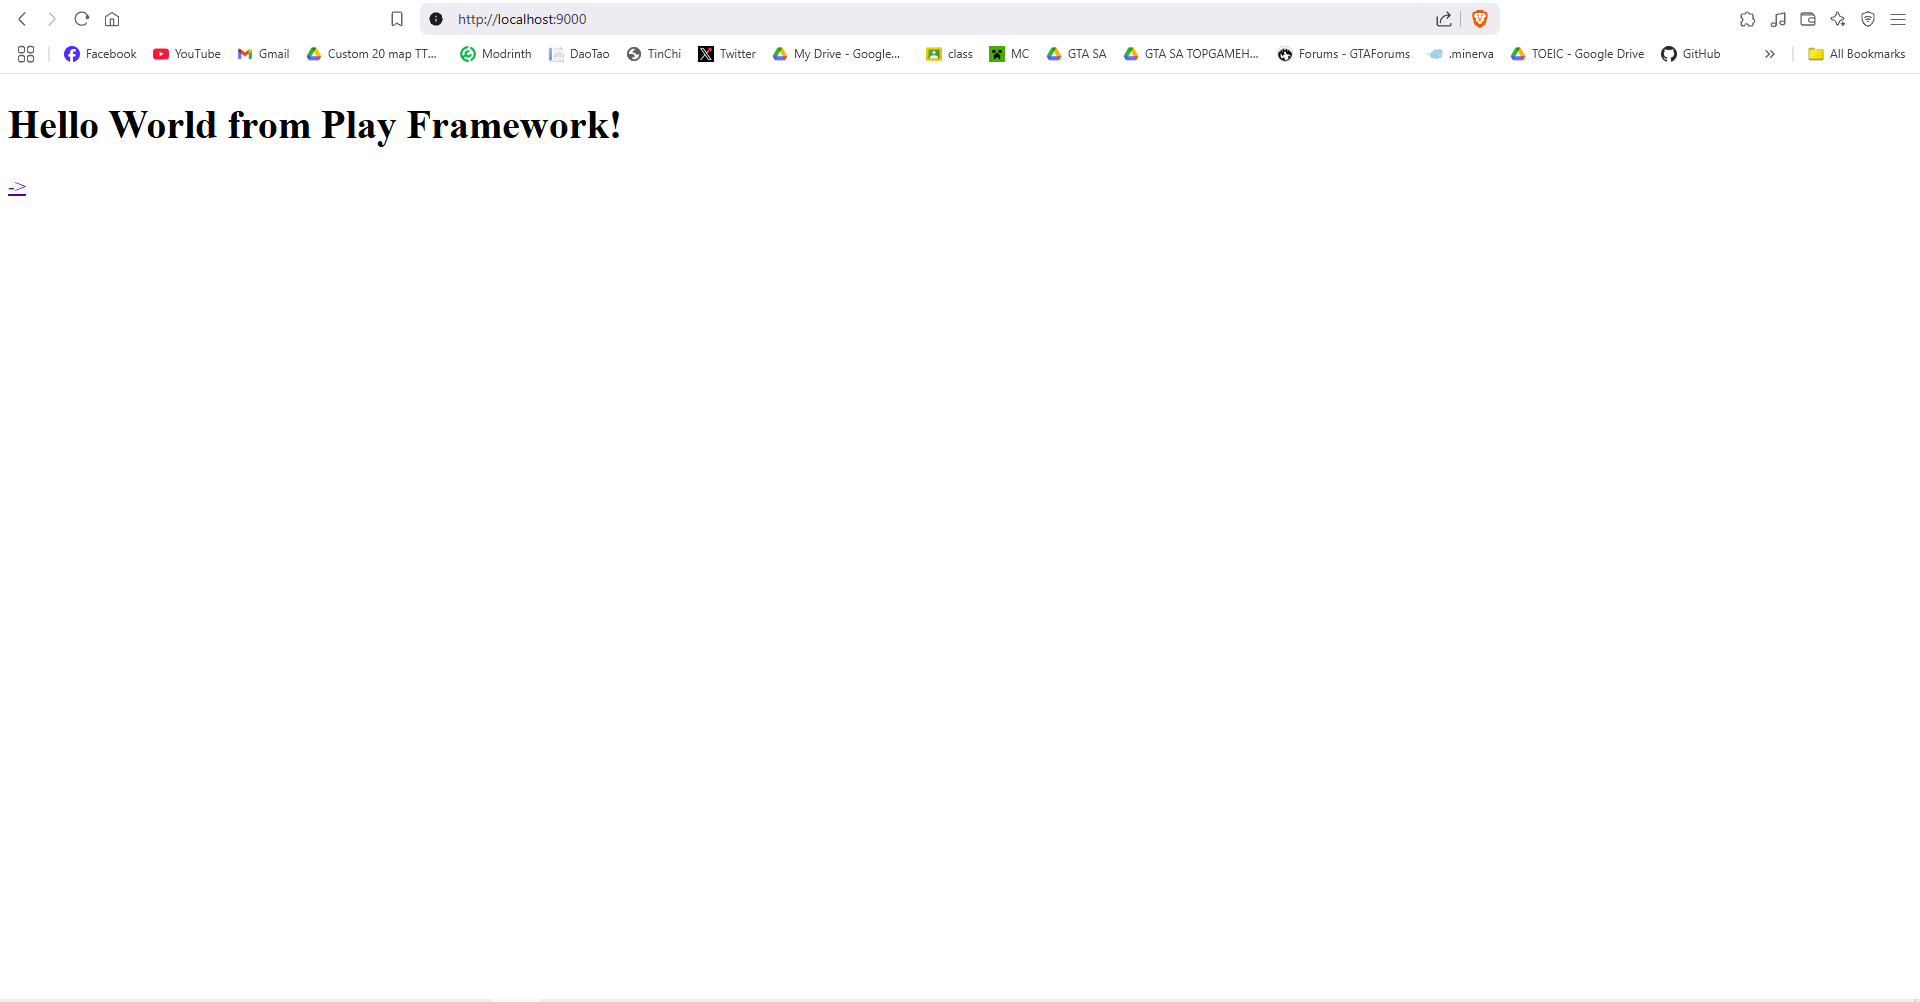 http://localhost:9000
Facebook YouTube Gmail Custom 20 map TT... Modrinth DaoTao TinChi Twitter My Drive - Google... class MC GTA SA GTA SA TOPGAMEH... Forums - GTAForums .minerva TOEIC - Google Drive GitHub » All Bookmarks
Hello World from Play Framework!
->